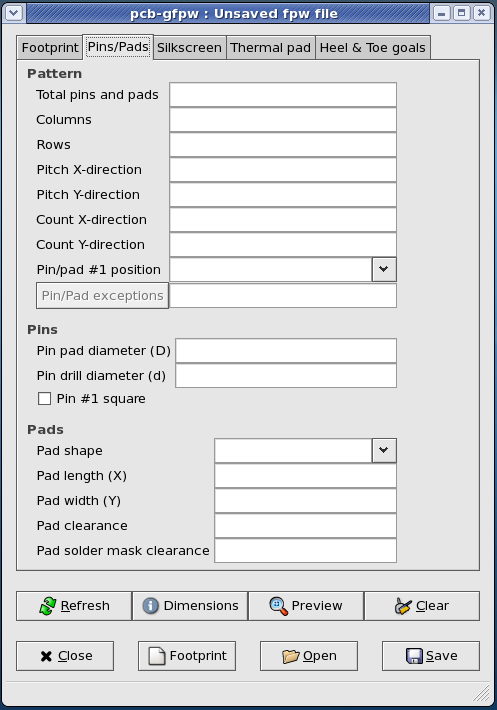 pcb-gfpw : Unsaved fpw file
Footprint Pins/Pads Silkscreen Thermal pad Heel & Toe goals
Pattern
Total pins and pads
Columns
Rows
Pitch X-direction
Pitch Y-direction
Count X-direction
Count Y-direction
Pin/pad #1 position
Pin/Pad exceptions
Pins
Pin pad diameter (D)
Pin drill diameter (d)
Pin #1 square
Pads
Pad shape
Pad length (X)
Pad width (Y)
Pad clearance
Pad solder mask clearance
Refresh Dimensions Preview Clear
Close Footprint Open Save